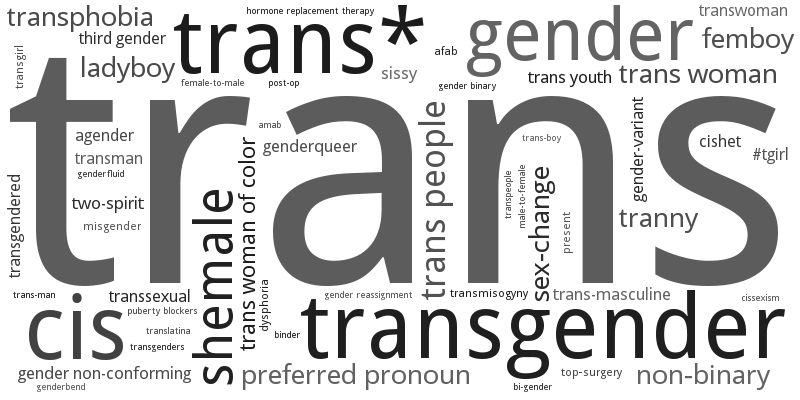 transphobia
hormone replacement therapy
transwoman
third gender
trans*
gender
femboy
transgirl
ladyboy
afab
sissy
trans youth
trans woman
female-to-male
post-op
gender binary
trans
agender
amab
trans-boy
cishet
transman
genderqueer
#tgirl
genderfluid
two-spirit
misgender
transgendered
shemale
trans woman of color
trans people
transpeople
male-to-female
sex-change
present
gender-variant
tranny
trans-man
transsexual
dysphoria
gender reassignment
transmisogyny
trans-masculine
cissexism
cis
puberty blockers
translatina
transgenders
binder
transgender
gender non-conforming
genderbend
preferred pronoun
bi-gender
top-surgery
non-binary